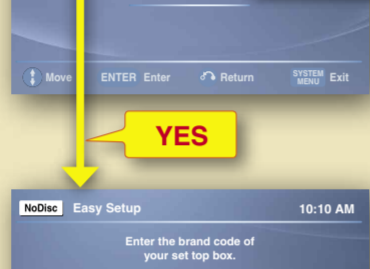 Move ENTER Enter Return SYSTEM MENU Exit
YES
NoDisc Easy Setup 10:10 AM
Enter the brand code of
your set top box.